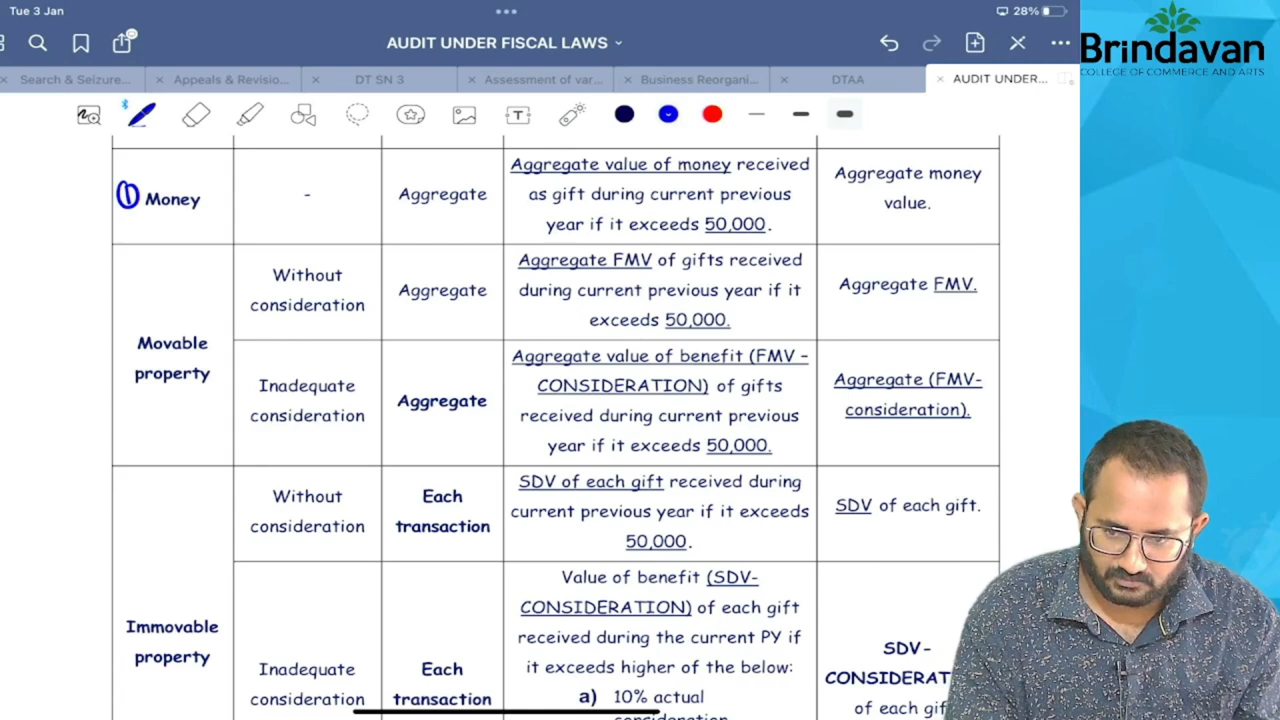 Tue 3 Jan
28%
AUDIT UNDER FISCAL LAWS
Brindavan
COLLEGE OF COMMERCE AND ARTS
Search & Seizure...
Appeals & Revisio...
DT SN 3
Assessment of var...
Business Reorgani...
DTAA
AUDIT UNDER...
① Money
-
Aggregate
Aggregate value of money received
as gift during current previous
year if it exceeds 50,000.
Aggregate money
value.
Movable
property
Without
consideration
Aggregate
Aggregate FMV of gifts received
during current previous year if it
exceeds 50,000.
Aggregate FMV.
Inadequate
consideration
Aggregate
Aggregate value of benefit (FMV –
CONSIDERATION) of gifts
received during current previous
year if it exceeds 50,000.
Aggregate (FMV-
consideration).
Immovable
property
Without
consideration
Each
transaction
SDV of each gift received during
current previous year if it exceeds
50,000.
SDV of each gift.
Inadequate
consideration
Each
transaction
Value of benefit (SDV-
CONSIDERATION) of each gift
received during the current PY if
it exceeds higher of the below:
a) 10% actual
SDV-
CONSIDERAT
of each gif